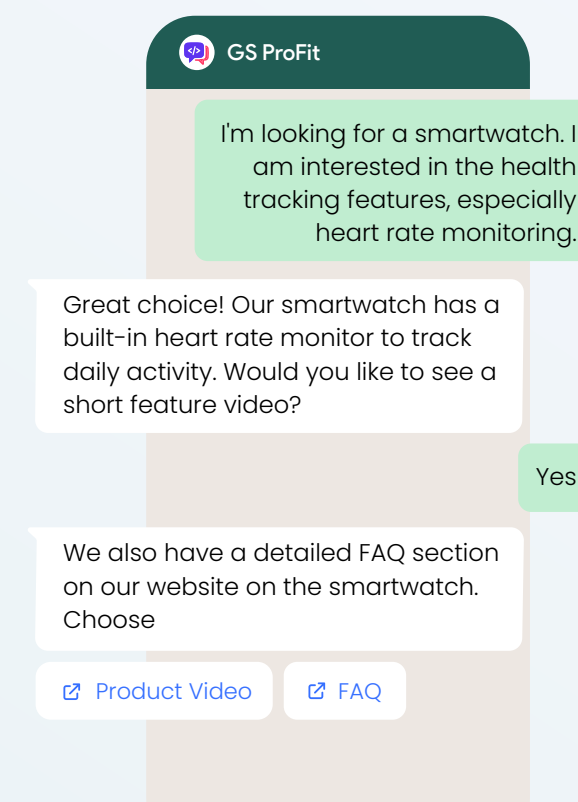 GS ProFit
I'm looking for a smartwatch. I
am interested in the health
tracking features, especially
heart rate monitoring.
Great choice! Our smartwatch has a
built-in heart rate monitor to track
daily activity. Would you like to see a
short feature video?
Yes
We also have a detailed FAQ section
on our website on the smartwatch.
Choose
Product Video
FAQ